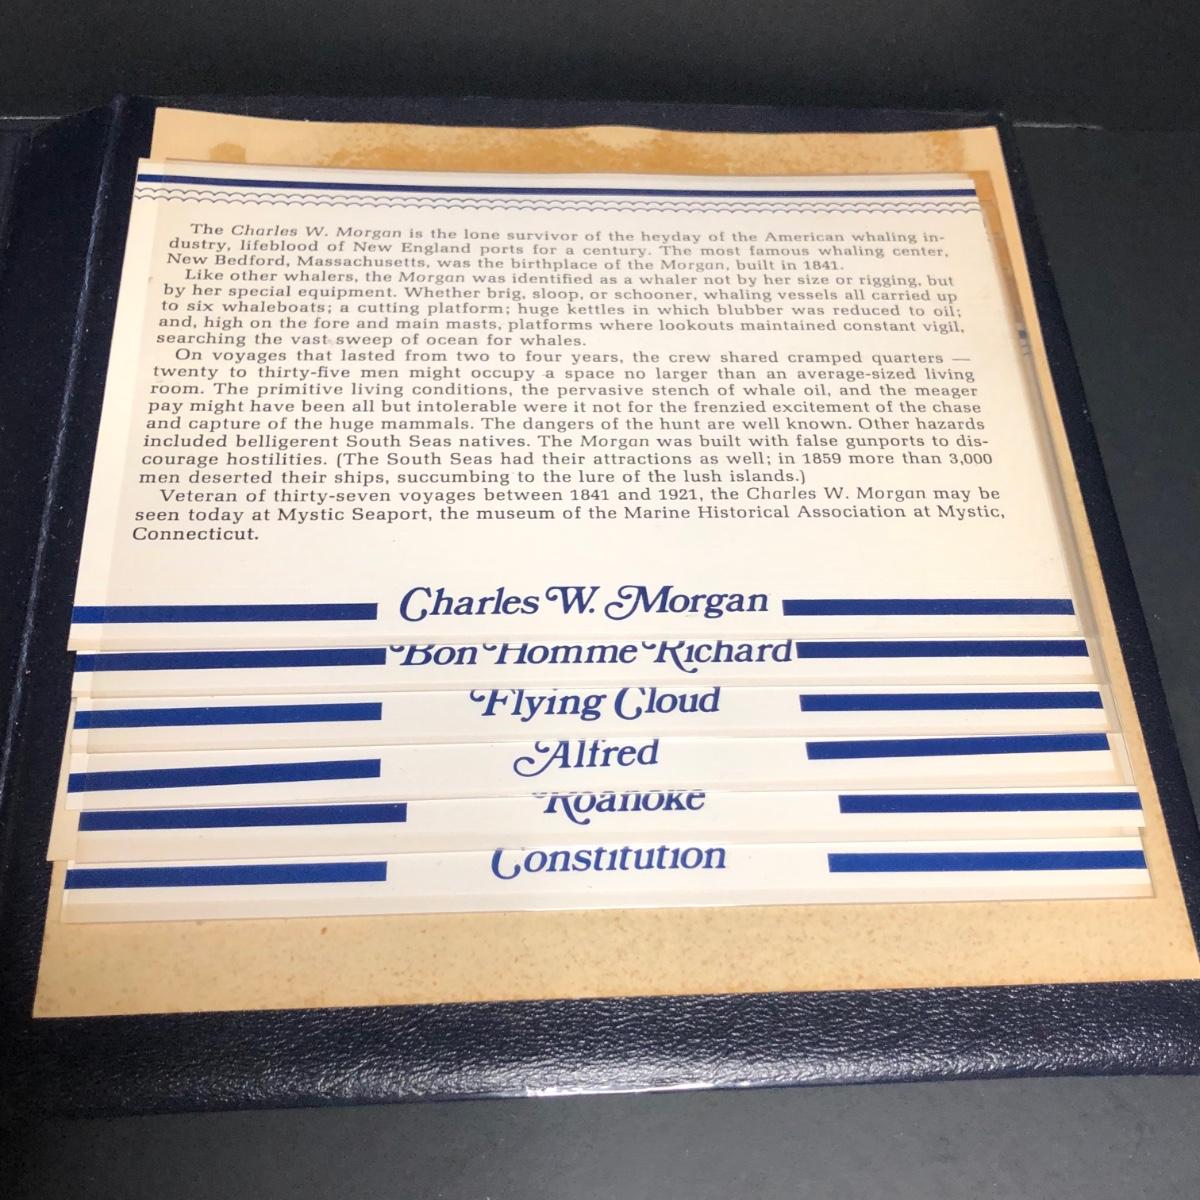 The Charles W. Morgan is the lone survivor of the heyday of the American whaling in-
dustry, lifeblood of New England ports for a century. The most famous whaling center,
New Bedford, Massachusetts, was the birthplace of the Morgan, built in 1841.
Like other whalers, the Morgan was identified as a whaler not by her size or rigging, but
by her special equipment. Whether brig, sloop, or schooner, whaling vessels all carried up
to six whaleboats; a cutting platform; huge kettles in which blubber was reduced to oil;
and, high on the fore and main masts, platforms where lookouts maintained constant vigil,
searching the vast sweep of ocean for whales.
On voyages that lasted from two to four years, the crew shared cramped quarters —
twenty to thirty-five men might occupy a space no larger than an average-sized living
room. The primitive living conditions, the pervasive stench of whale oil, and the meager
pay might have been all but intolerable were it not for the frenzied excitement of the chase
and capture of the huge mammals. The dangers of the hunt are well known. Other hazards
included belligerent South Seas natives. The Morgan was built with false gunports to dis-
courage hostilities. (The South Seas had their attractions as well; in 1859 more than 3,000
men deserted their ships, succumbing to the lure of the lush islands.)
Veteran of thirty-seven voyages between 1841 and 1921, the Charles W. Morgan may be
seen today at Mystic Seaport, the museum of the Marine Historical Association at Mystic,
Connecticut.
Charles W. Morgan
Bon Homme Richard
Flying Cloud
Alfred
Roanoke
Constitution